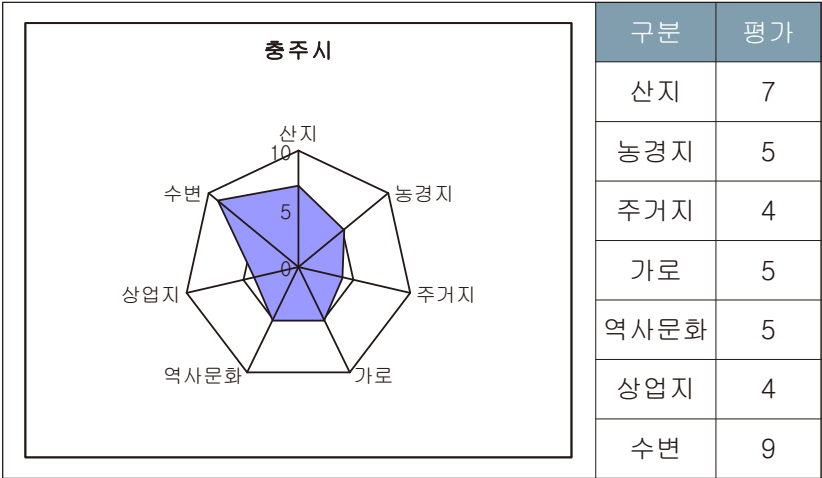 충주시
산지
10
수변
농경지
5
0
상업지
주거지
역사문화
가로
구분 평가
산지 7
농경지 5
주거지 4
가로 5
역사문화 5
상업지 4
수변 9